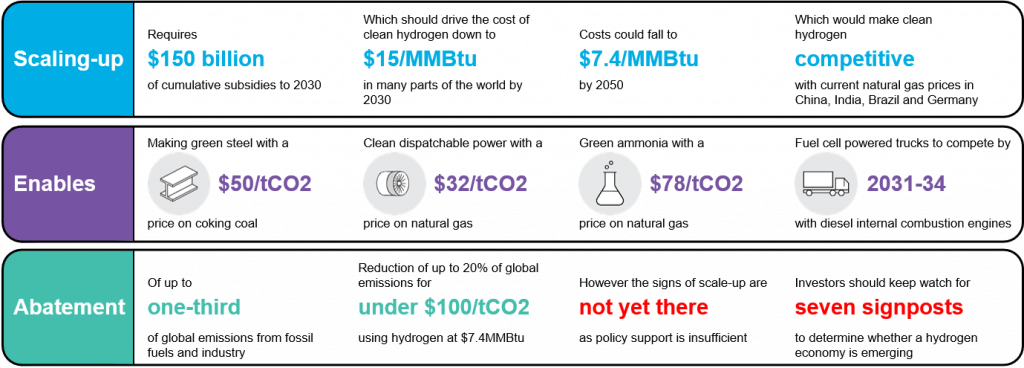 Scaling-up
Requires
$150 billion
of cumulative subsidies to 2030
Which should drive the cost of
clean hydrogen down to
$15/MMBtu
in many parts of the world by
2030
Costs could fall to
$7.4/MMBtu
by 2050
Which would make clean
hydrogen
competitive
with current natural gas prices in
China, India, Brazil and Germany
Enables
Making green steel with a
$50/tCO2
price on coking coal
Clean dispatchable power with a
$32/tCO2
price on natural gas
Green ammonia with a
$78/tCO2
price on natural gas
Fuel cell powered trucks to compete by
2031-34
with diesel internal combustion engines
Abatement
Of up to
one-third
of global emissions from fossil
fuels and industry
Reduction of up to 20% of global
emissions for
under $100/tCO2
using hydrogen at $7.4MMBtu
However the signs of scale-up are
not yet there
as policy support is insufficient
Investors should keep watch for
seven signposts
to determine whether a hydrogen
economy is emerging